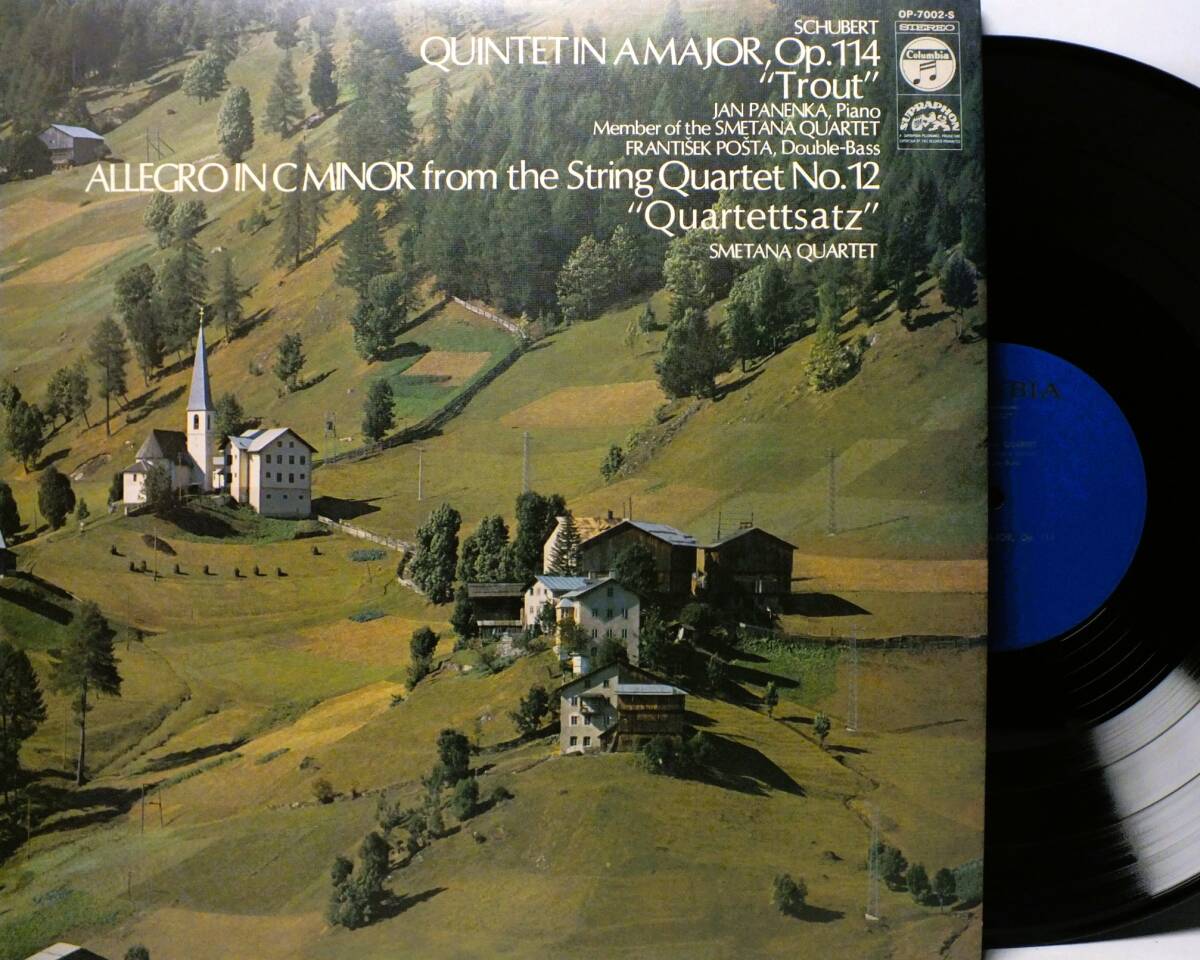 SCHUBERT
QUINTET IN A MAJOR, Op.114
“Trout”
JAN PANENKA, Piano
Member of the SMETANA QUARTET
FRANTIŠEK POŠTA, Double-Bass
ALLEGRO IN C MINOR from the String Quartet No.12
“Quartettsatz”
SMETANA QUARTET
OP-7002-S
STEREO
Columbia
SUPRAPHON
BIA